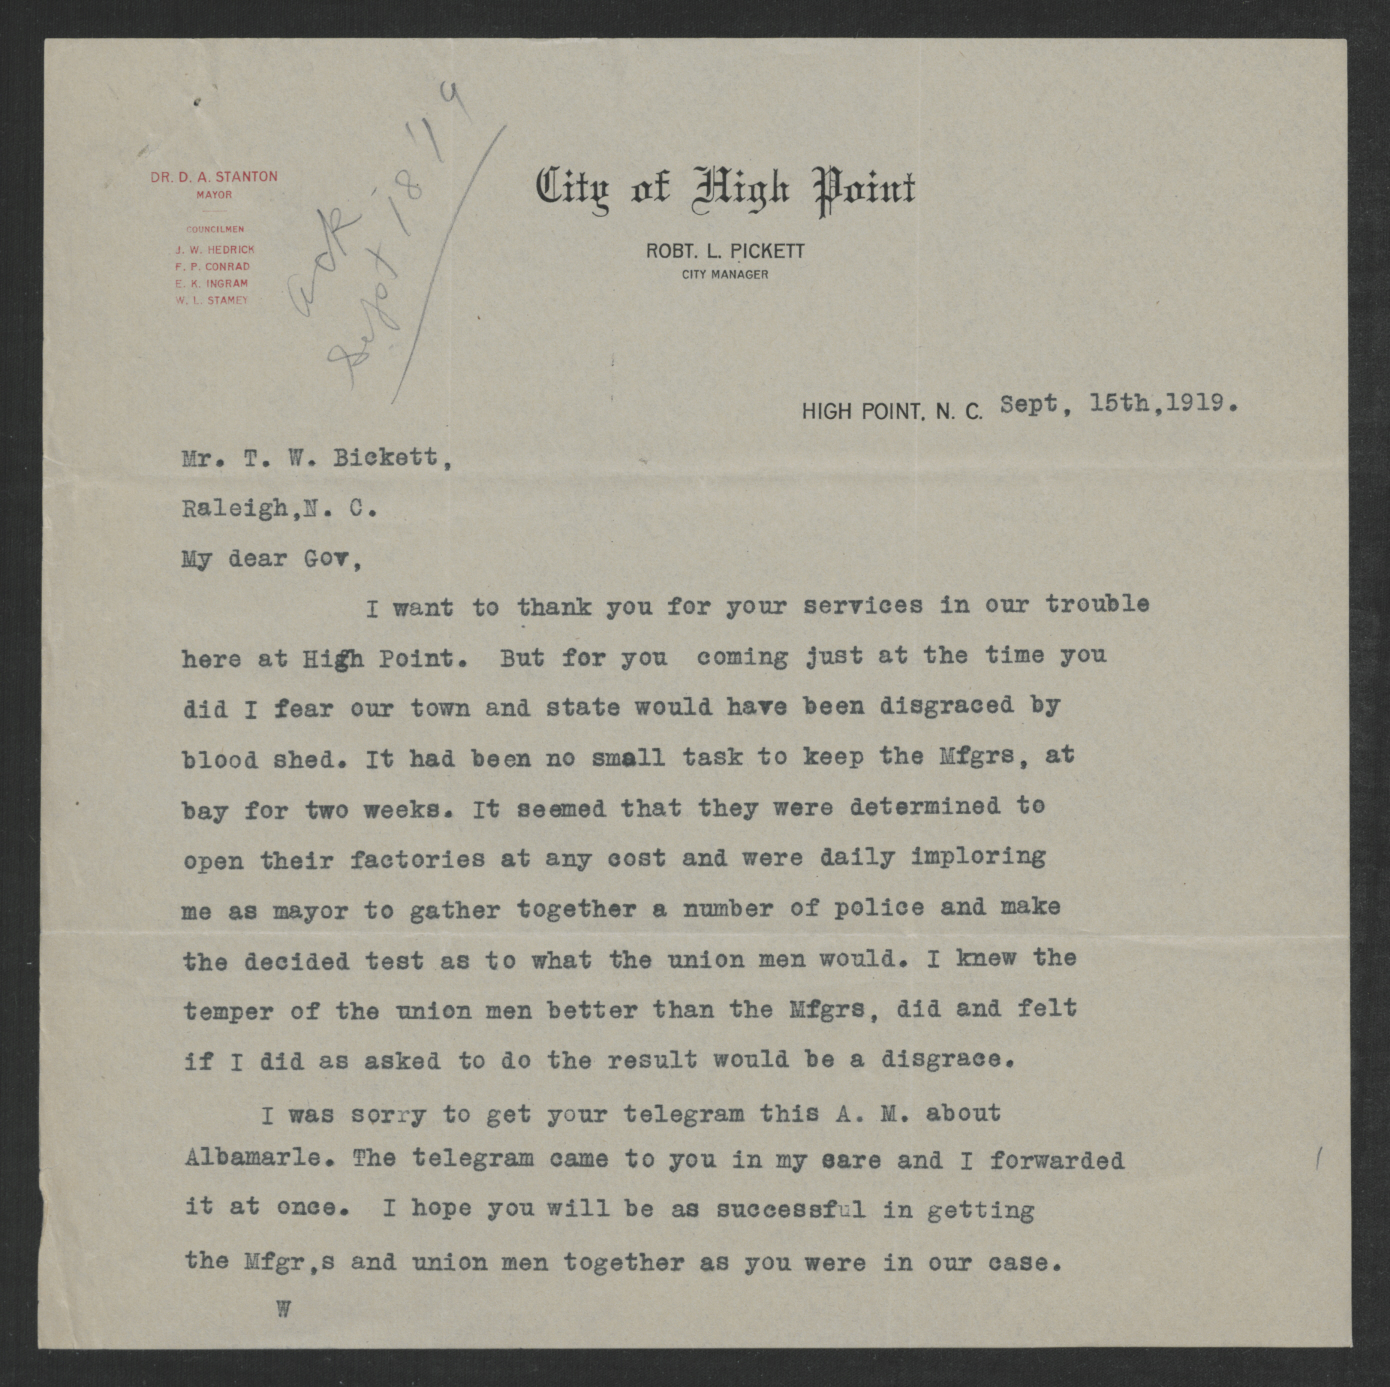 DR. D. A. STANTON
MAYOR
COUNCILMEN
J. W. HEDRICK
F. P. CONRAD
E. K. INGRAM
W. L. STAMEY
ack
Sept 18 '19
City of High Point
ROBT. L. PICKETT
CITY MANAGER
HIGH POINT, N. C. Sept, 15th,1919.
Mr. T. W. Bickett,
Raleigh,N. C.
My dear Gov,
I want to thank you for your services in our trouble
here at High Point. But for you coming just at the time you
did I fear our town and state would have been disgraced by
blood shed. It had been no small task to keep the Mfgrs, at
bay for two weeks. It seemed that they were determined to
open their factories at any cost and were daily imploring
me as mayor to gather together a number of police and make
the decided test as to what the union men would. I knew the
temper of the union men better than the Mfgrs, did and felt
if I did as asked to do the result would be a disgrace.
I was sorry to get your telegram this A. M. about
Albamarle. The telegram came to you in my care and I forwarded
it at once. I hope you will be as successful in getting
the Mfgr,s and union men together as you were in our case.
W